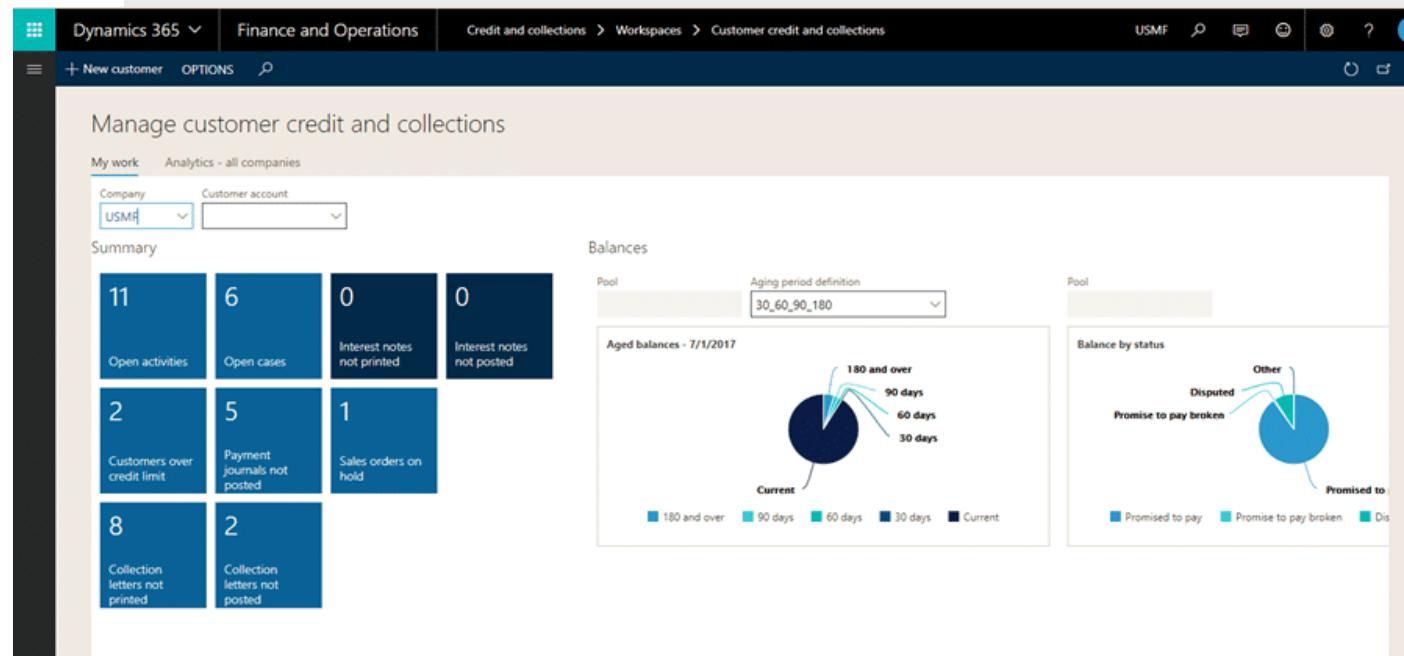 Dynamics 365
Finance and Operations
Credit and collections > Workspaces > Customer credit and collections
USMF
?
+ New customer
OPTIONS
Manage customer credit and collections
My work
Analytics - all companies
Company
Customer account
USMF
Summary
11
Open activities
6
Open cases
0
Interest notes
not printed
0
Interest notes
not posted
2
Customers over
credit limit
5
Payment
journals not
posted
1
Sales orders on
hold
8
Collection
letters not
printed
2
Collection
letters not
posted
Balances
Pool
Aging period definition
30_60_90_180
Aged balances - 7/1/2017
180 and over
90 days
60 days
30 days
Current
180 and over
90 days
60 days
30 days
Current
Pool
Balance by status
Other
Disputed
Promise to pay broken
Promised to
Promised to pay
Promise to pay broken
Dis